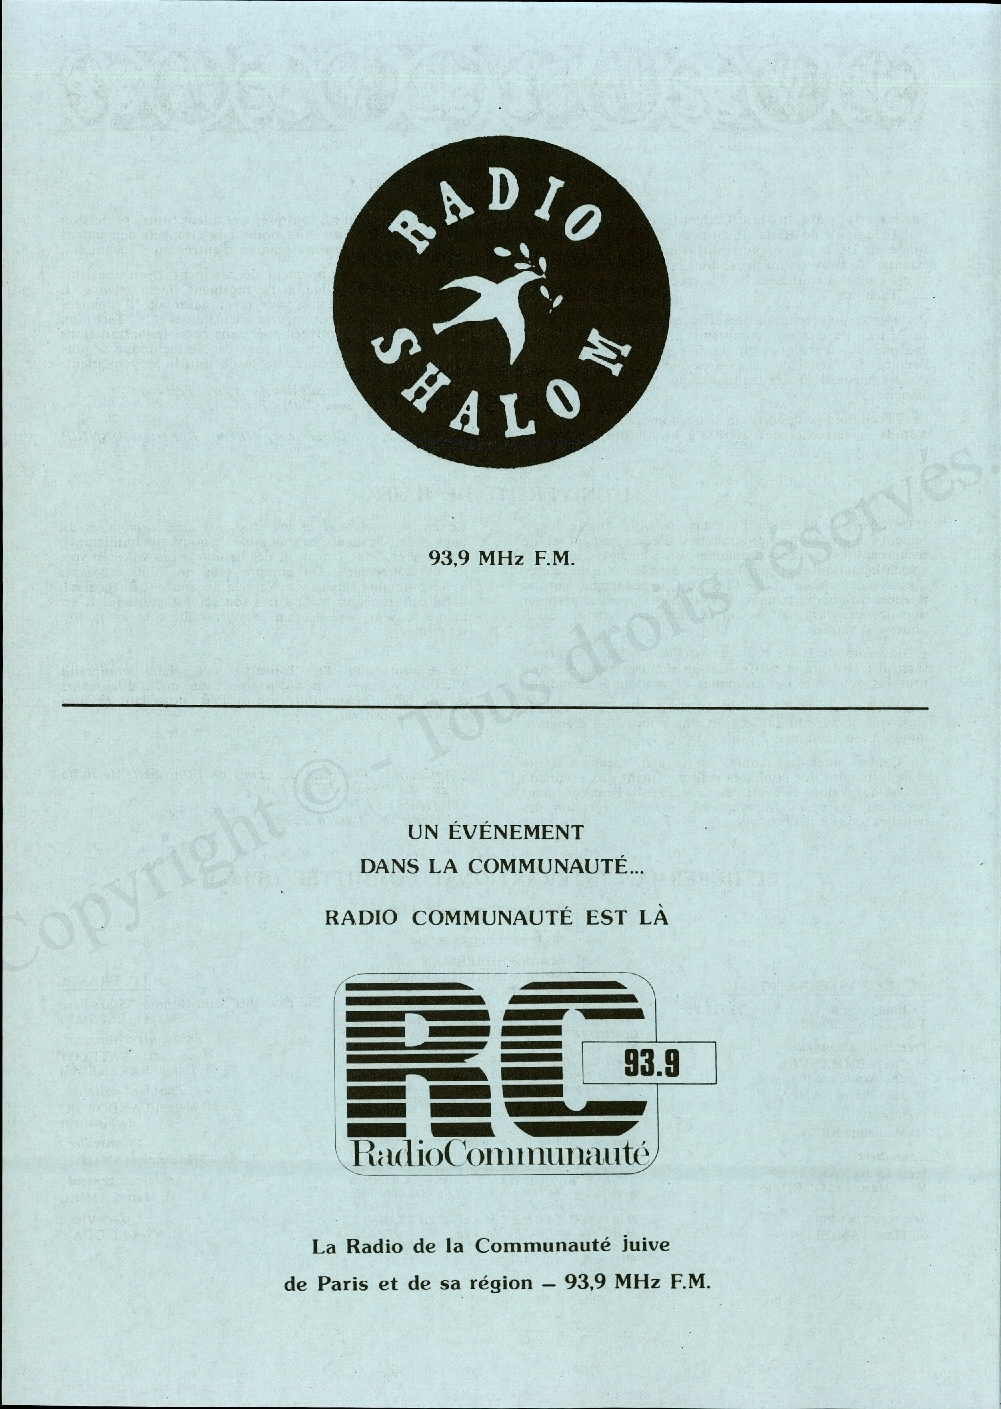 RADIO
SHALOM
93,9 MHz F.M.
Copyright © - Tous droits réservés.
UN ÉVÉNEMENT
DANS LA COMMUNAUTÉ...
RADIO COMMUNAUTÉ EST LÀ
RC
93.9
RadioCommunauté
La Radio de la Communauté juive
de Paris et de sa région — 93,9 MHz F.M.